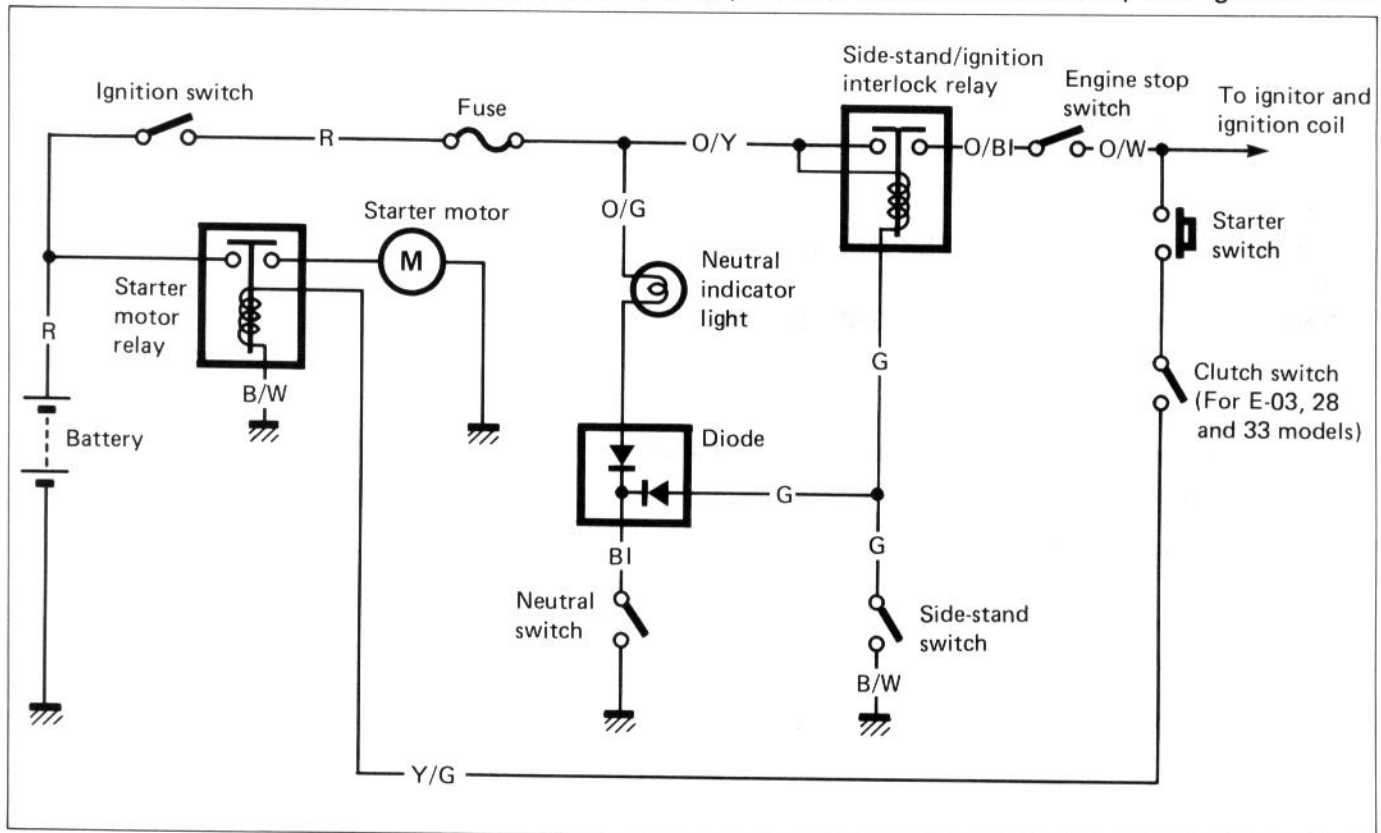 Ignition switch
Fuse
Side-stand/ignition
interlock relay
Engine stop
switch
To ignitor and
ignition coil
R
O/Y
O/Bl
O/W
Starter motor
O/G
Starter
switch
M
Starter
motor
relay
Neutral
indicator
light
R
G
B/W
Clutch switch
(For E-03, 28
and 33 models)
Battery
Diode
G
G
Bl
Neutral
switch
Side-stand
switch
B/W
Y/G